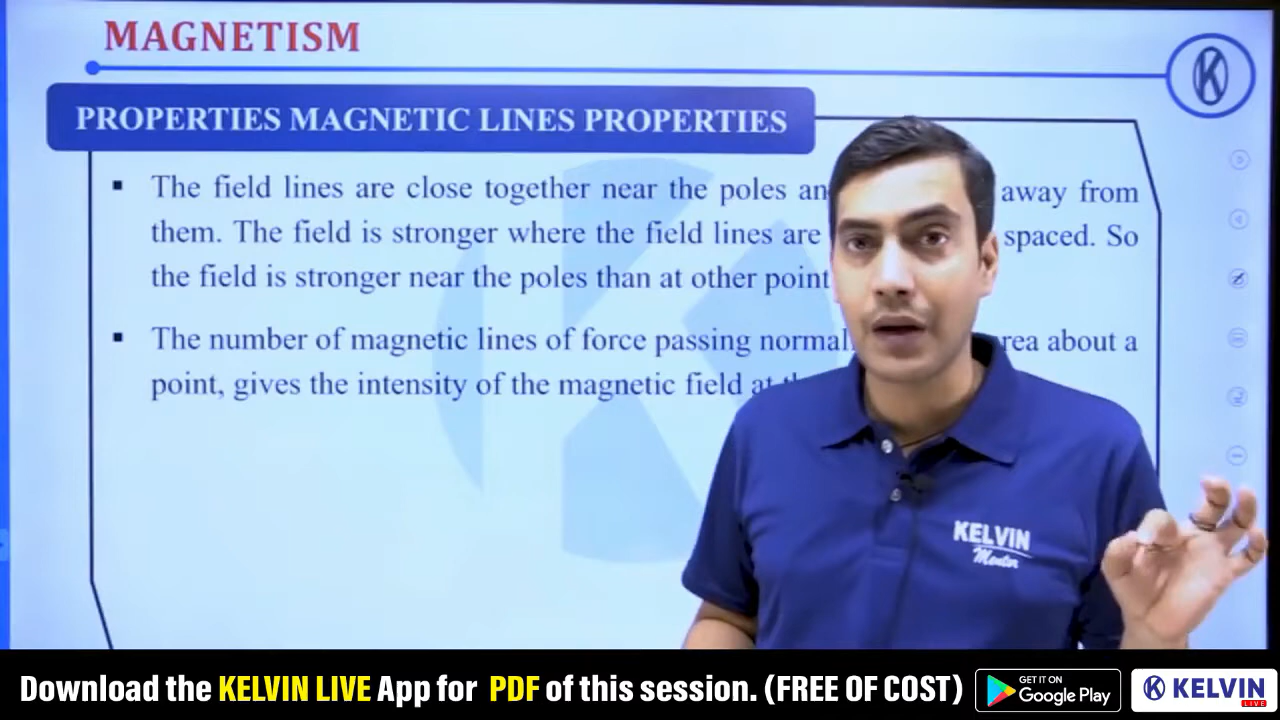 MAGNETISM
PROPERTIES MAGNETIC LINES PROPERTIES
▪ The field lines are close together near the poles an away from
them. The field is stronger where the field lines are spaced. So
the field is stronger near the poles than at other point
▪ The number of magnetic lines of force passing normal rea about a
point, gives the intensity of the magnetic field at
KELVIN
Mentor
Download the KELVIN LIVE App for PDF of this session. (FREE OF COST)
GET IT ON
Google Play
KELVIN
LIVE